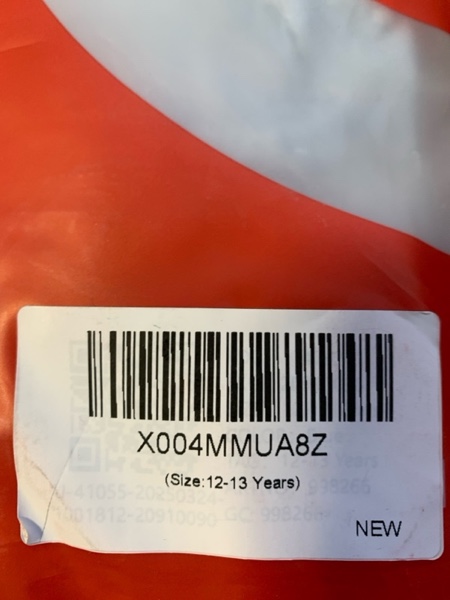 X004MMUA8Z
(Size:12-13 Years)
NEW